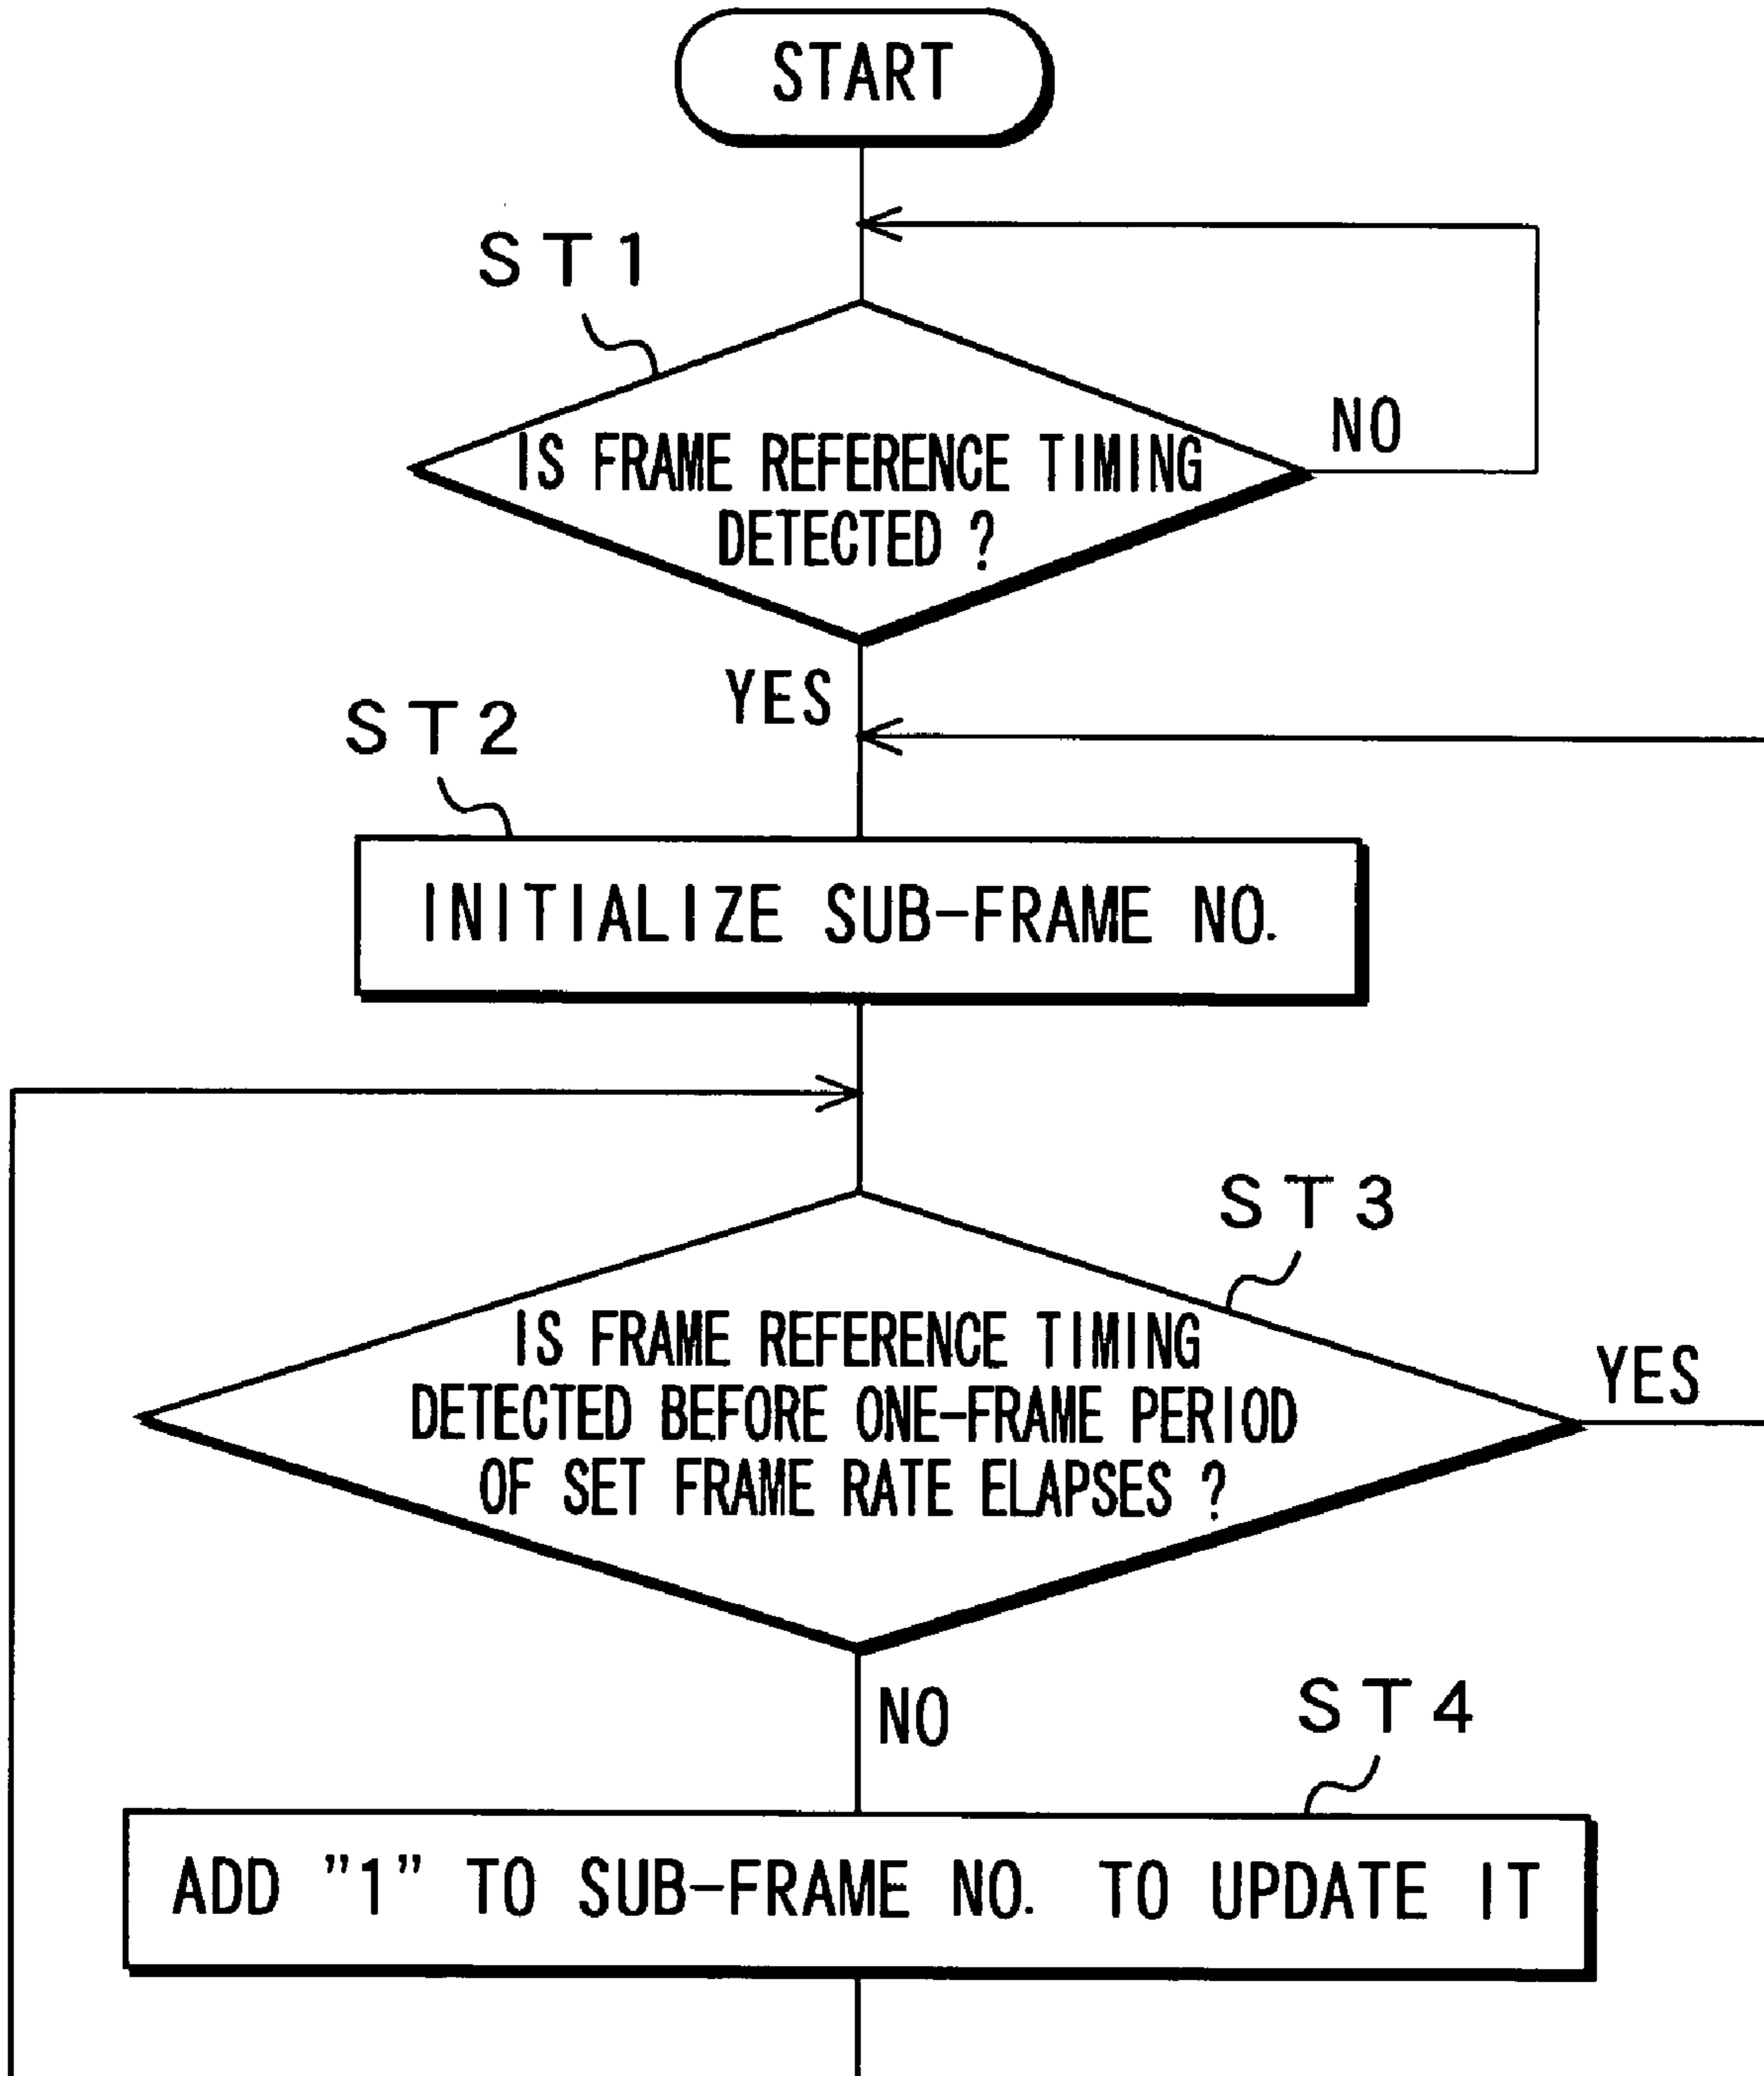 START
ST1
IS FRAME REFERENCE TIMING
DETECTED ?
NO
YES
ST2
INITIALIZE SUB-FRAME NO.
ST3
IS FRAME REFERENCE TIMING
DETECTED BEFORE ONE-FRAME PERIOD
OF SET FRAME RATE ELAPSES ?
YES
NO
ST4
ADD ”1” TO SUB-FRAME NO. TO UPDATE IT